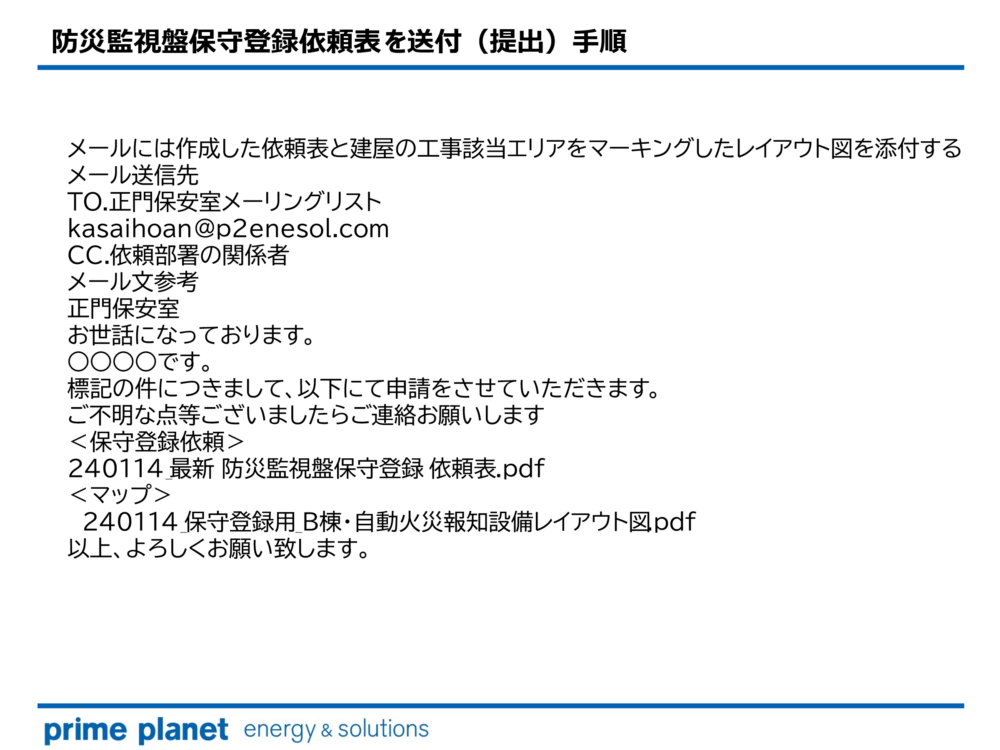 防災監視盤保守登録依頼表を送付（提出）手順
メールには作成した依頼表と建屋の工事該当エリアをマーキングしたレイアウト図を添付する
メール送信先
TO.正門保安室メーリングリスト
kasaihoan@p2enesol.com
CC.依頼部署の関係者
メール文参考
正門保安室
お世話になっております。
〇〇〇〇です。
標記の件につきまして、以下にて申請をさせていただきます。
ご不明な点等ございましたらご連絡お願いします
＜保守登録依頼＞
240114_最新 防災監視盤保守登録 依頼表.pdf
＜マップ＞
240114_保守登録用_B棟・自動火災報知設備レイアウト図.pdf
以上、よろしくお願い致します。
prime planet energy & solutions